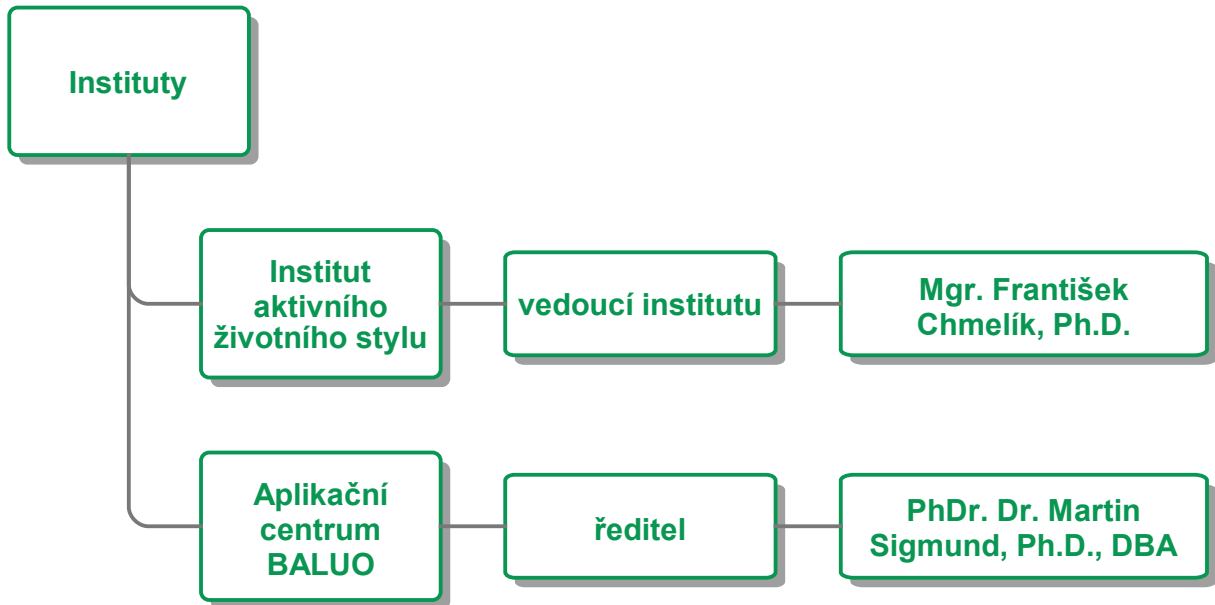 Instituty
Institut
aktivního
životního stylu
vedoucí institutu
Mgr. František
Chmelík, Ph.D.
Aplikační
centrum
BALUO
ředitel
PhDr. Dr. Martin
Sigmund, Ph.D., DBA